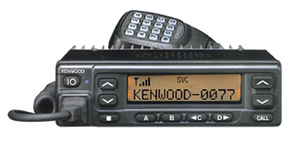 KENWOOD
SVC
KENWOOD-0077
A B ◄C D►
CALL